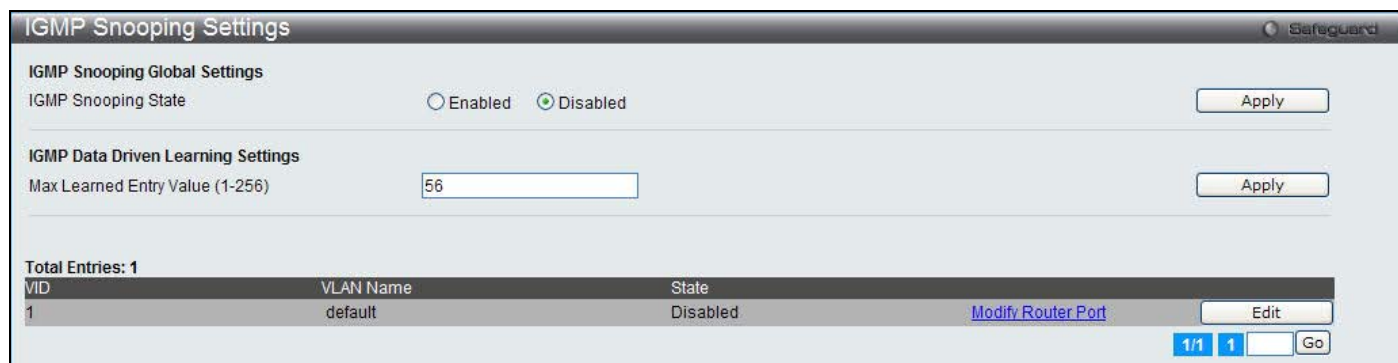 IGMP Snooping Settings
Safeguard
IGMP Snooping Global Settings
IGMP Snooping State Enabled Disabled Apply
IGMP Data Driven Learning Settings
Max Learned Entry Value (1-256) 56 Apply
Total Entries: 1
VID VLAN Name State
1 default Disabled Modify Router Port Edit
1/1 1 Go